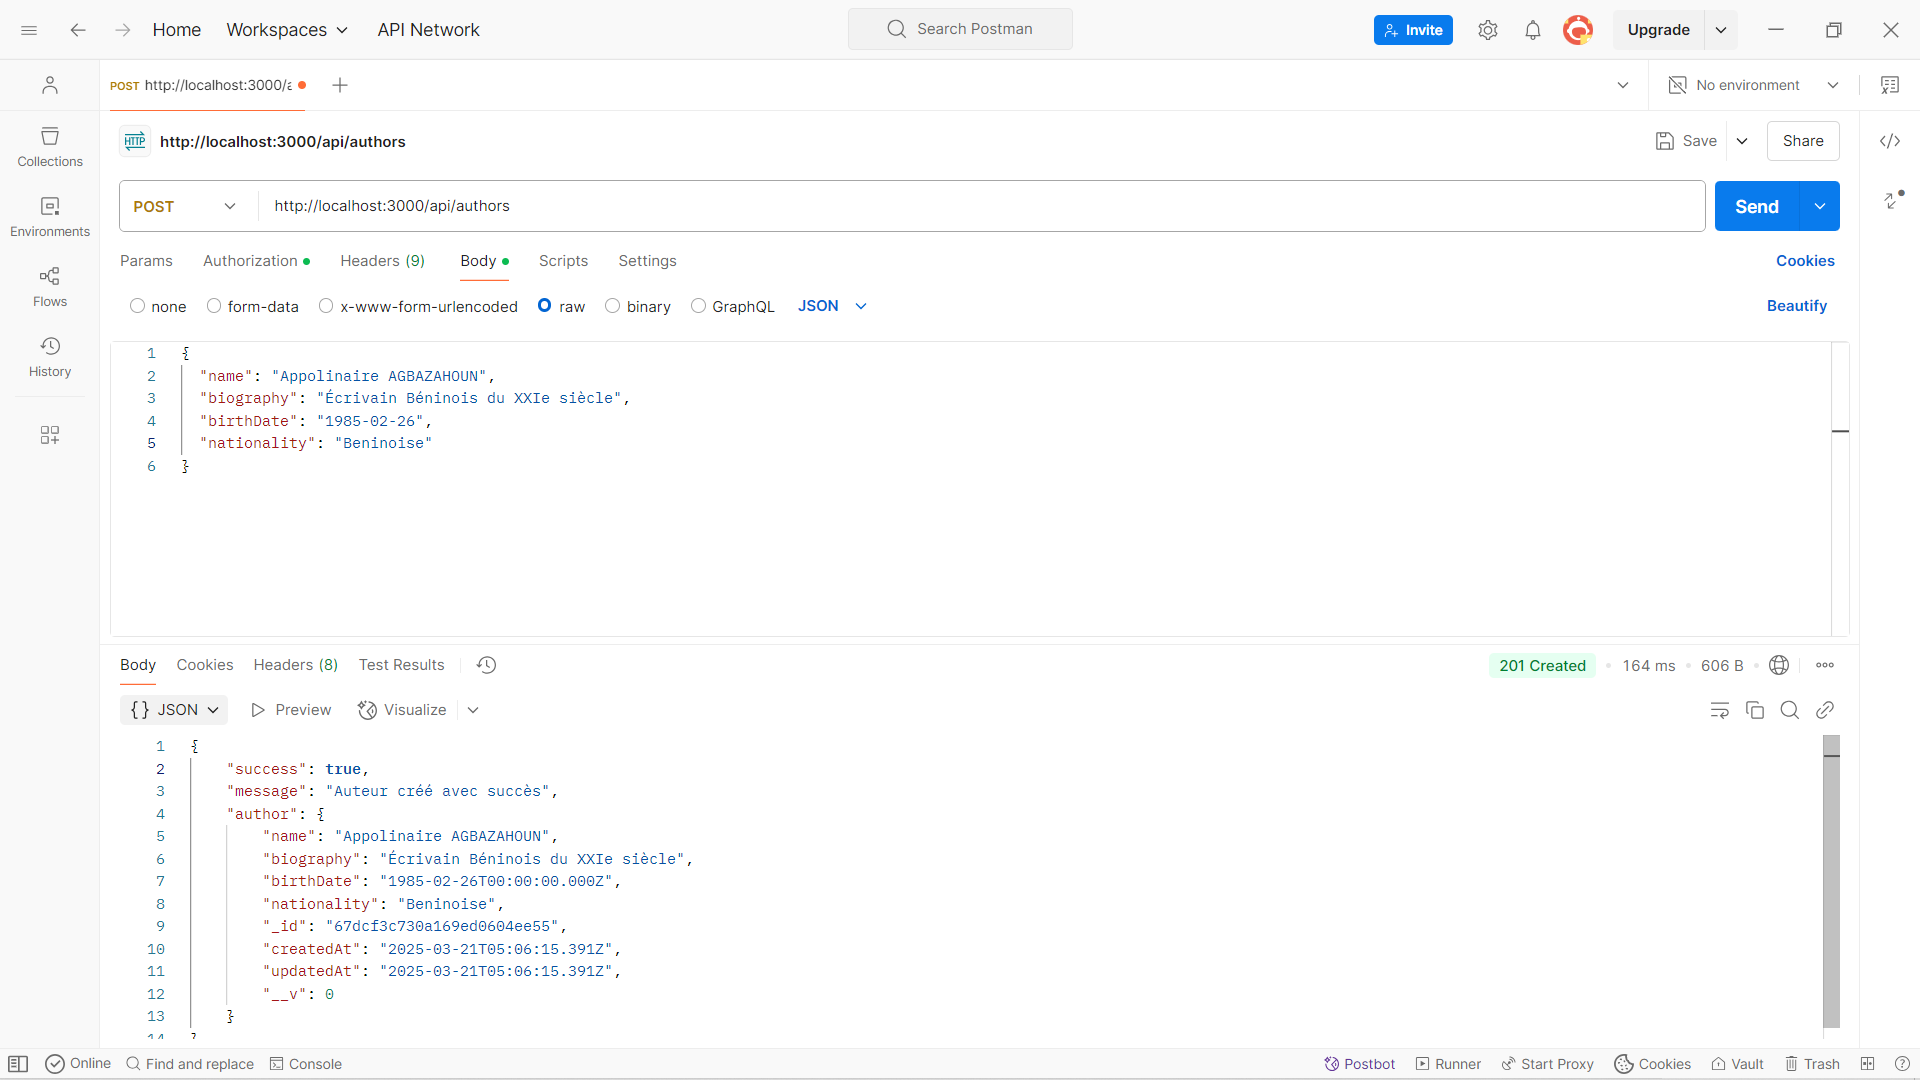 Home Workspaces API Network Search Postman Invite Upgrade
POST http://localhost:3000/a No environment
HTTP http://localhost:3000/api/authors Save Share
Collections
Environments
Flows
History
POST http://localhost:3000/api/authors Send
Params Authorization Headers (9) Body Scripts Settings Cookies
none form-data x-www-form-urlencoded raw binary GraphQL JSON Beautify
1 {
2 "name": "Appolinaire AGBAZAHOUN",
3 "biography": "Écrivain Béninois du XXIe siècle",
4 "birthDate": "1985-02-26",
5 "nationality": "Beninoise"
6 }
Body Cookies Headers (8) Test Results 201 Created 164 ms 606 B
{} JSON Preview Visualize
1 {
2 "success": true,
3 "message": "Auteur créé avec succès",
4 "author": {
5 "name": "Appolinaire AGBAZAHOUN",
6 "biography": "Écrivain Béninois du XXIe siècle",
7 "birthDate": "1985-02-26T00:00:00.000Z",
8 "nationality": "Beninoise",
9 "_id": "67dcf3c730a169ed0604ee55",
10 "createdAt": "2025-03-21T05:06:15.391Z",
11 "updatedAt": "2025-03-21T05:06:15.391Z",
12 "__v": 0
13 }
14 }
Online Find and replace Console Postbot Runner Start Proxy Cookies Vault Trash